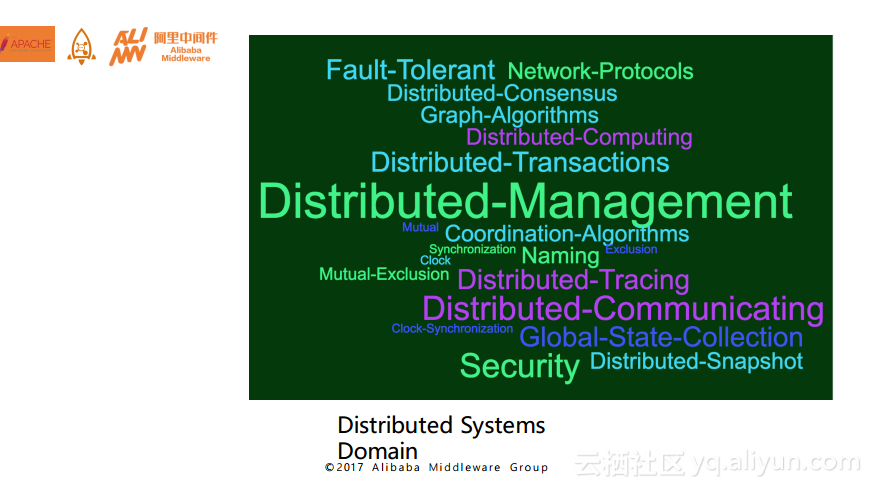 APACHE
阿里中间件
Alibaba
Middleware
Fault-Tolerant Network-Protocols
Distributed-Consensus
Graph-Algorithms
Distributed-Computing
Distributed-Transactions
Distributed-Management
Mutual Coordination-Algorithms
Synchronization Naming Exclusion
Clock
Mutual-Exclusion Distributed-Tracing
Distributed-Communicating
Clock-Synchronization Global-State-Collection
Security Distributed-Snapshot
Distributed Systems
Domain
©2017 Alibaba Middleware Group
云栖社区 yq.aliyun.com